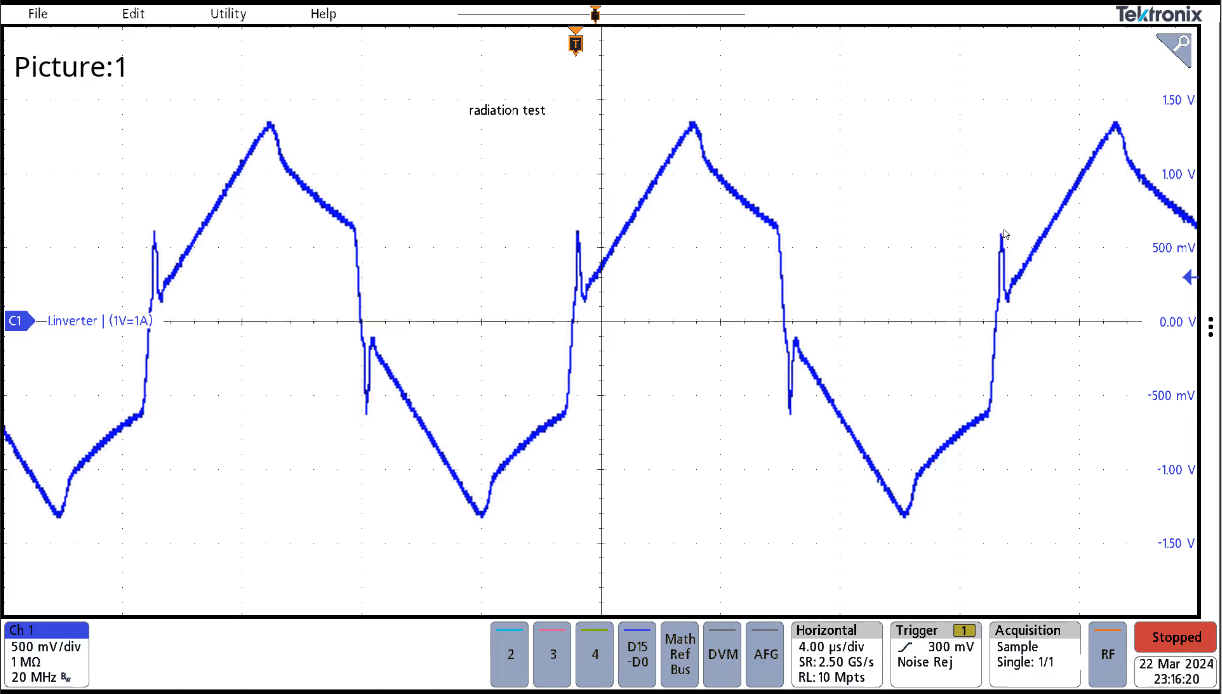 File Edit Utility Help Tektronix
T
Picture:1
radiation test
1.50 V
1.00 V
500 mV
C1 I.inverter | (1V=1A) 0.00 V
-500 mV
-1.00 V
-1.50 V
Ch 1
500 mV/div
1 MΩ
20 MHz Bw
2
3
4
D15
-D0
Math
Ref
Bus
DVM
AFG
Horizontal
4.00 µs/div
SR: 2.50 GS/s
RL: 10 Mpts
Trigger 1
300 mV
Noise Rej
Acquisition
Sample
Single: 1/1
RF
Stopped
22 Mar 2024
23:16:20